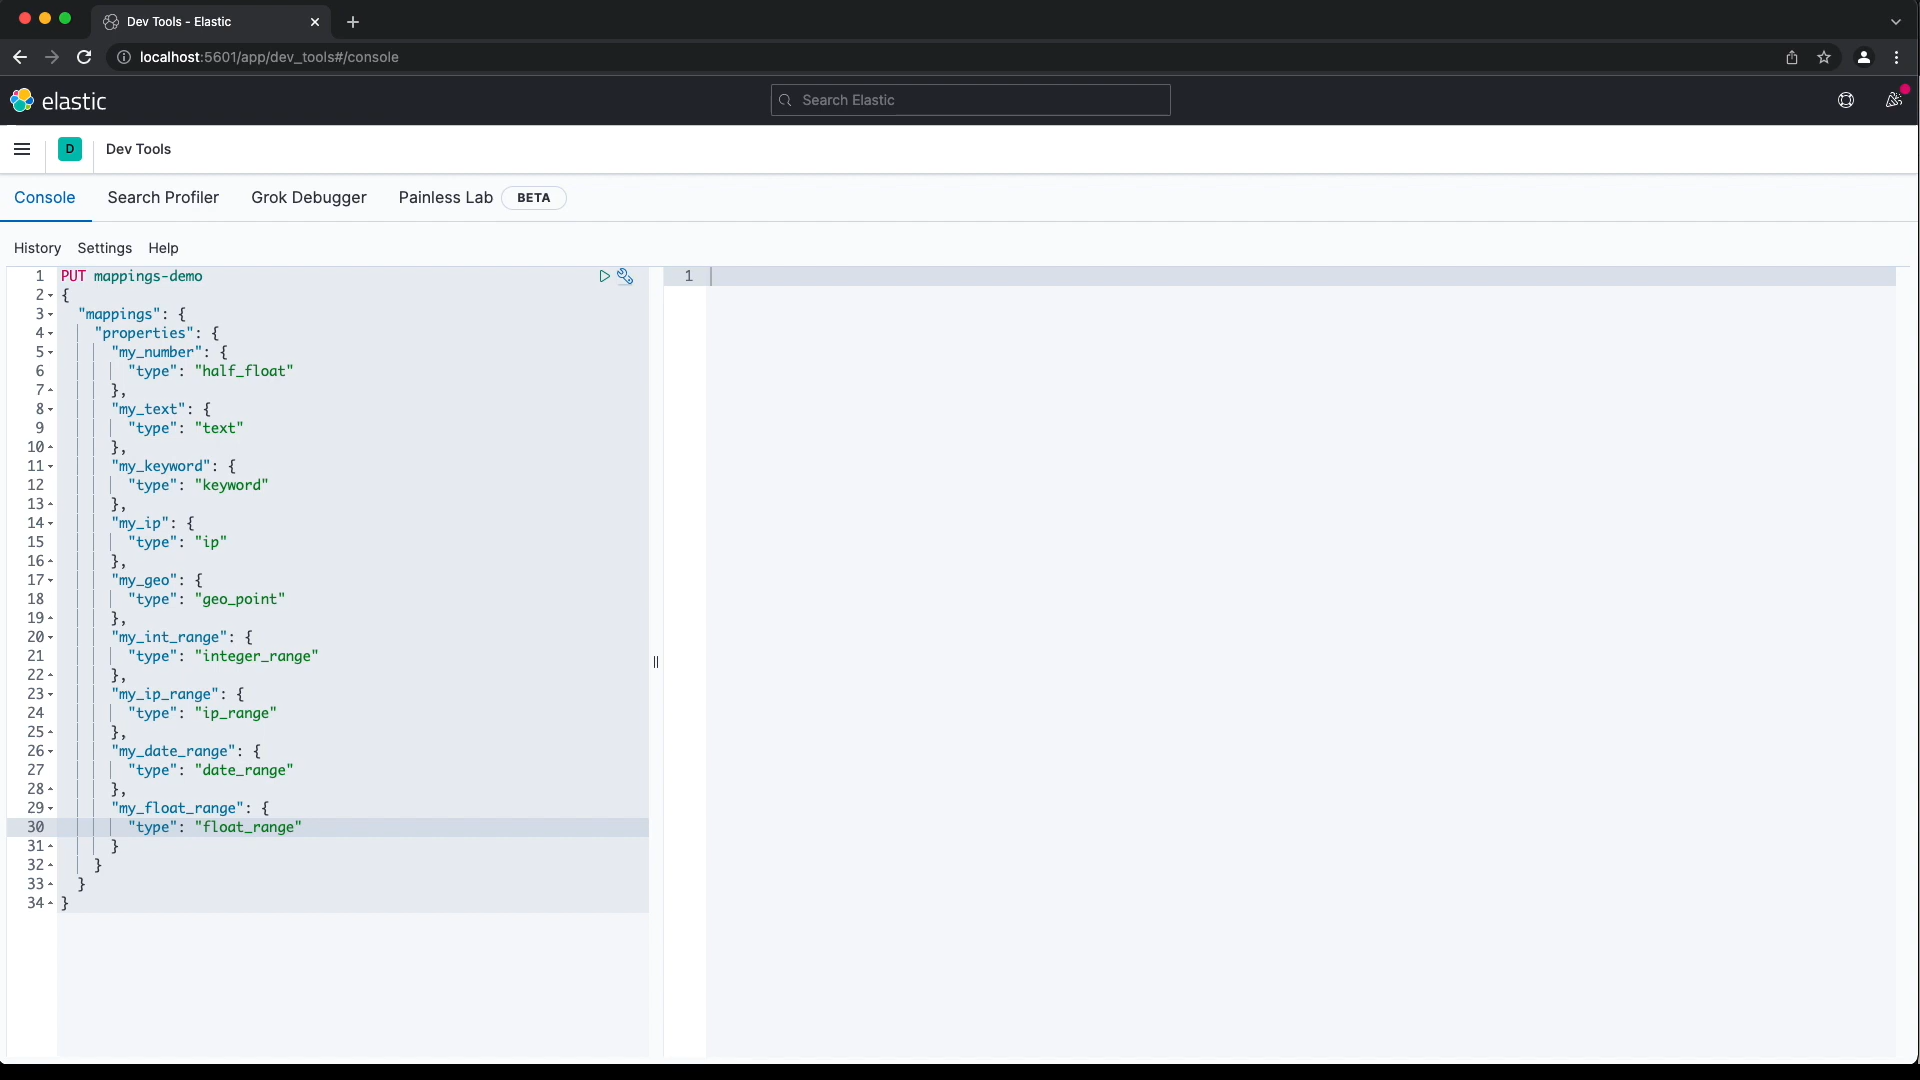 Dev Tools - Elastic
localhost:5601/app/dev_tools#/console
elastic
Search Elastic
D
Dev Tools
Console Search Profiler Grok Debugger Painless Lab BETA
History Settings Help
1 PUT mappings-demo
2 {
3 "mappings": {
4 "properties": {
5 "my_number": {
6 "type": "half_float"
7 },
8 "my_text": {
9 "type": "text"
10 },
11 "my_keyword": {
12 "type": "keyword"
13 },
14 "my_ip": {
15 "type": "ip"
16 },
17 "my_geo": {
18 "type": "geo_point"
19 },
20 "my_int_range": {
21 "type": "integer_range"
22 },
23 "my_ip_range": {
24 "type": "ip_range"
25 },
26 "my_date_range": {
27 "type": "date_range"
28 },
29 "my_float_range": {
30 "type": "float_range"
31 }
32 }
33 }
34 }
1